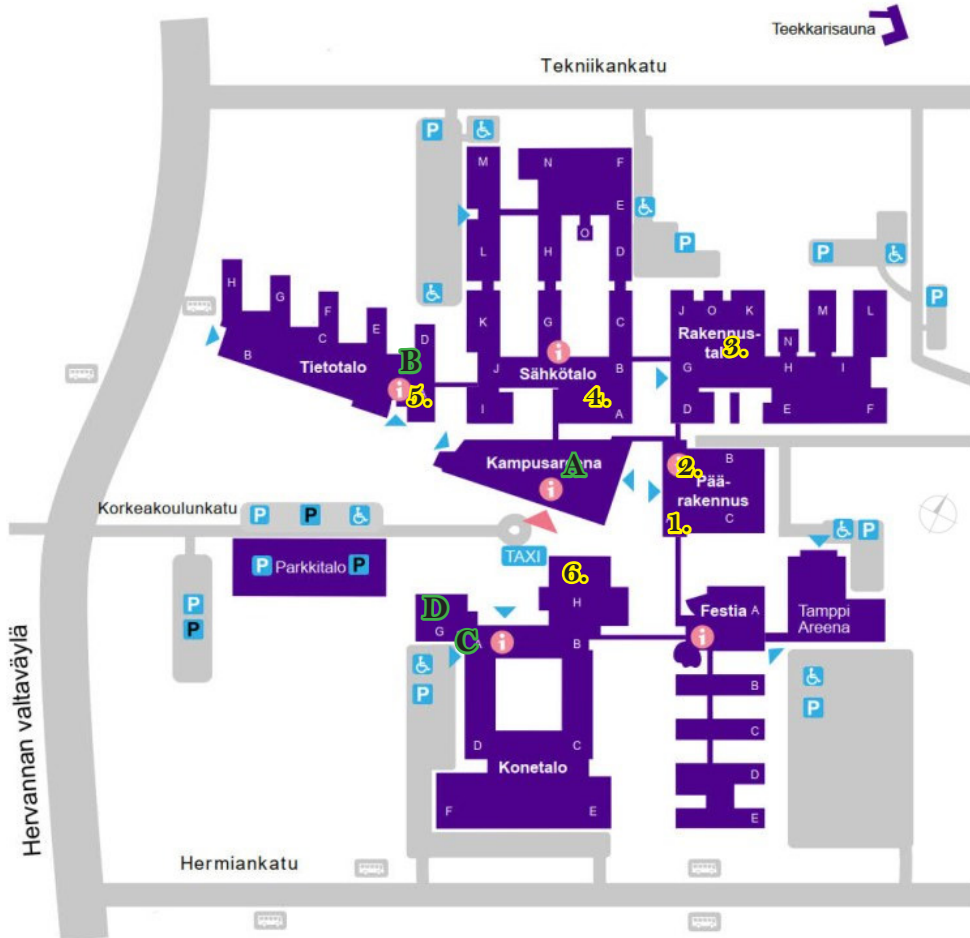 Teekkarisauna
Tekniikankatu
P
M
N
F
E
O
P
L
H
D
P
H
G
F
E
D
K
G
C
J
O
K
M
L
P
Rakennus-
talo
3.
N
B
C
B
Tietotalo
i
5.
J
i
Sähkötalo
B
4.
I
A
G
H
I
D
E
F
Kampusareena
A
i
2.
B
Pää-
rakennus
1.
C
Korkeakoulunkatu
P
P
P
TAXI
P Parkkitalo P
P
P
6.
H
D
G
C
A
i
B
Festia A
i
Tamppi
Areena
P
P
B
C
D
E
D
C
Konetalo
F
E
Hervannan valtaväylä
Hermiankatu